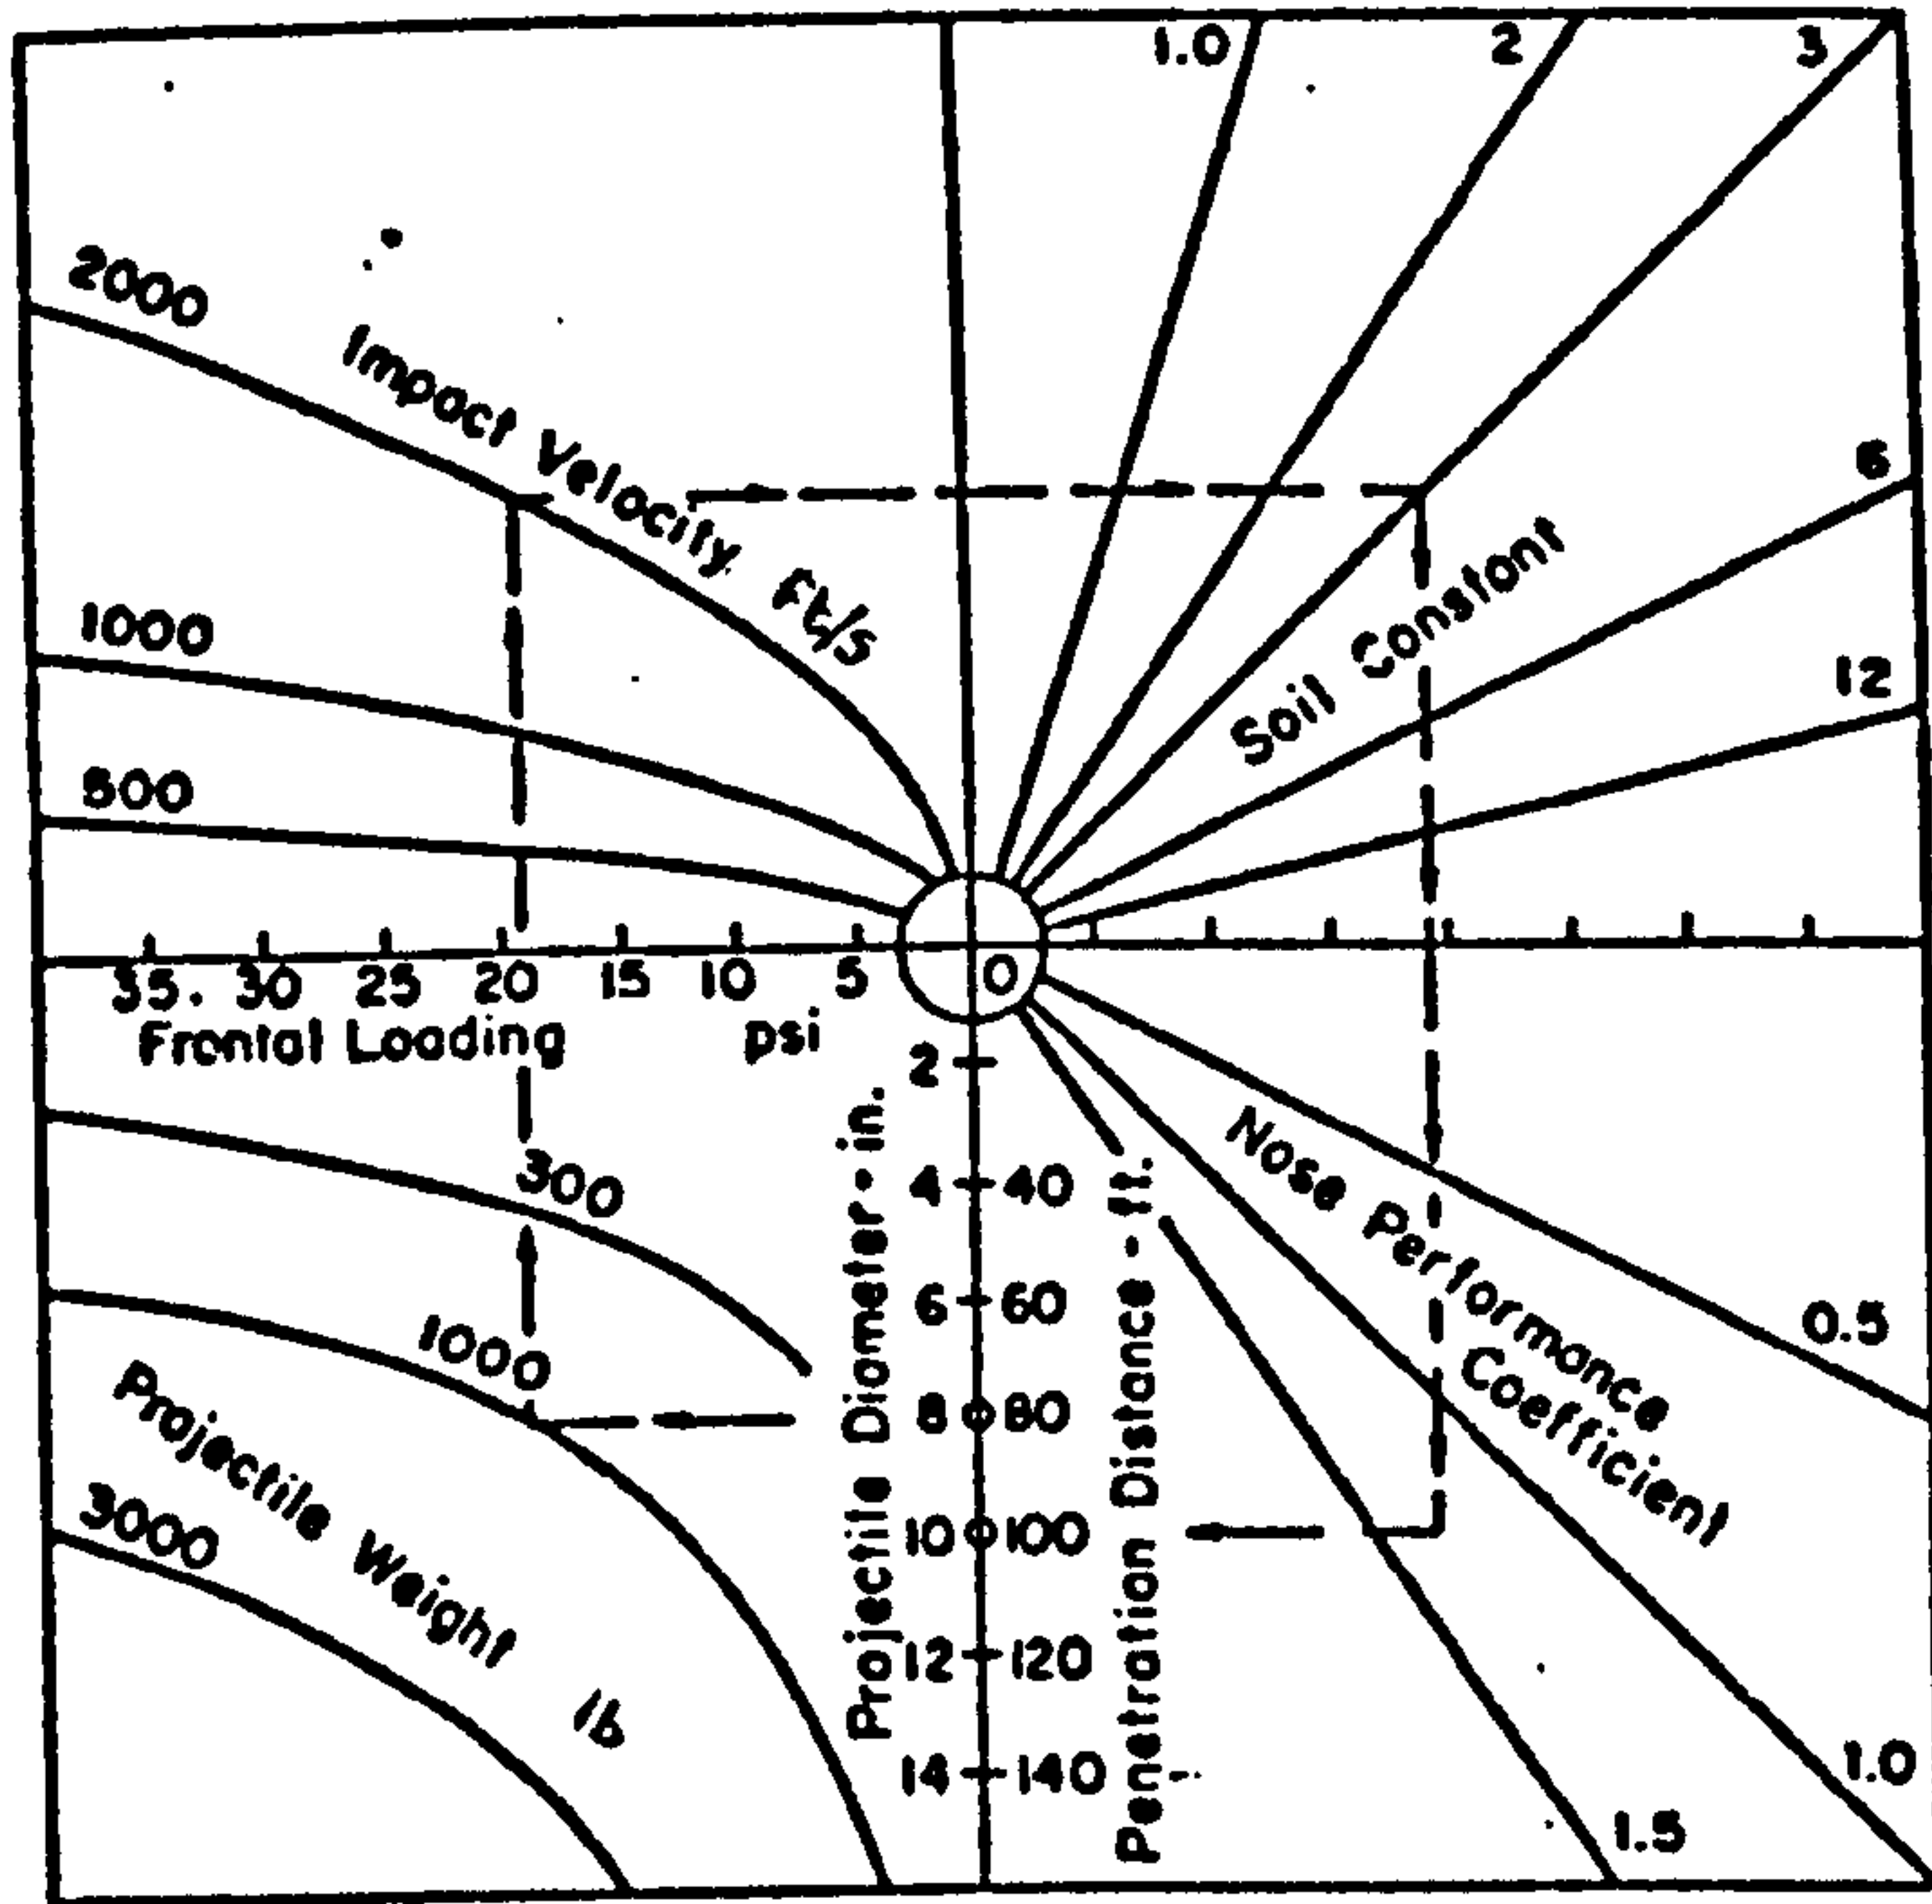 1.0
2
3
2000
Impact Velocity, ft/s
6
1000
Soil Constant
12
500
0
35. 30 25 20 15 10 5
Frontal Loading psi
2
Nose Performance
Coefficient
300
4 40
6 60
0.5
1000
8 80
Projectile Diameter - in.
Penetration Distance - ft.
Projectile Weight lb
3000
10 100
12 120
14 140
1.0
1.5